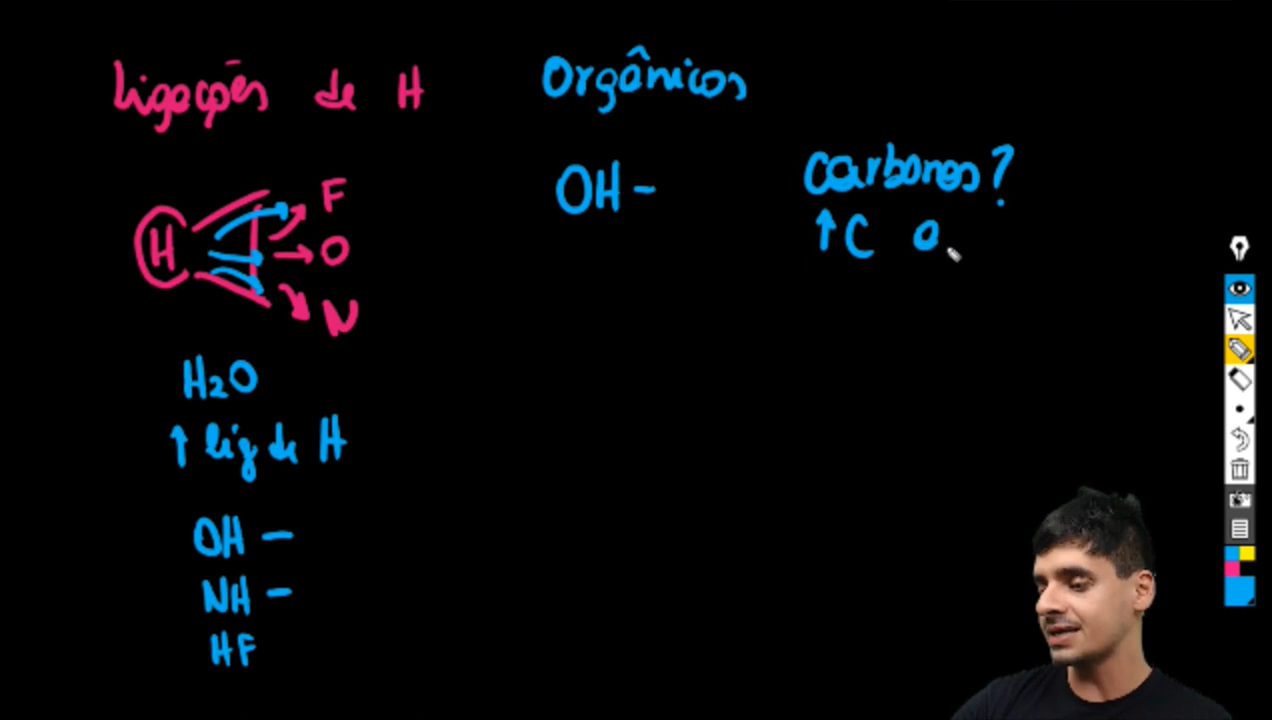 Ligações de H
H
F
O
N
H₂O
↑ lig de H
OH -
NH -
HF
Orgânicos
OH -
carbonos?
↑ C o